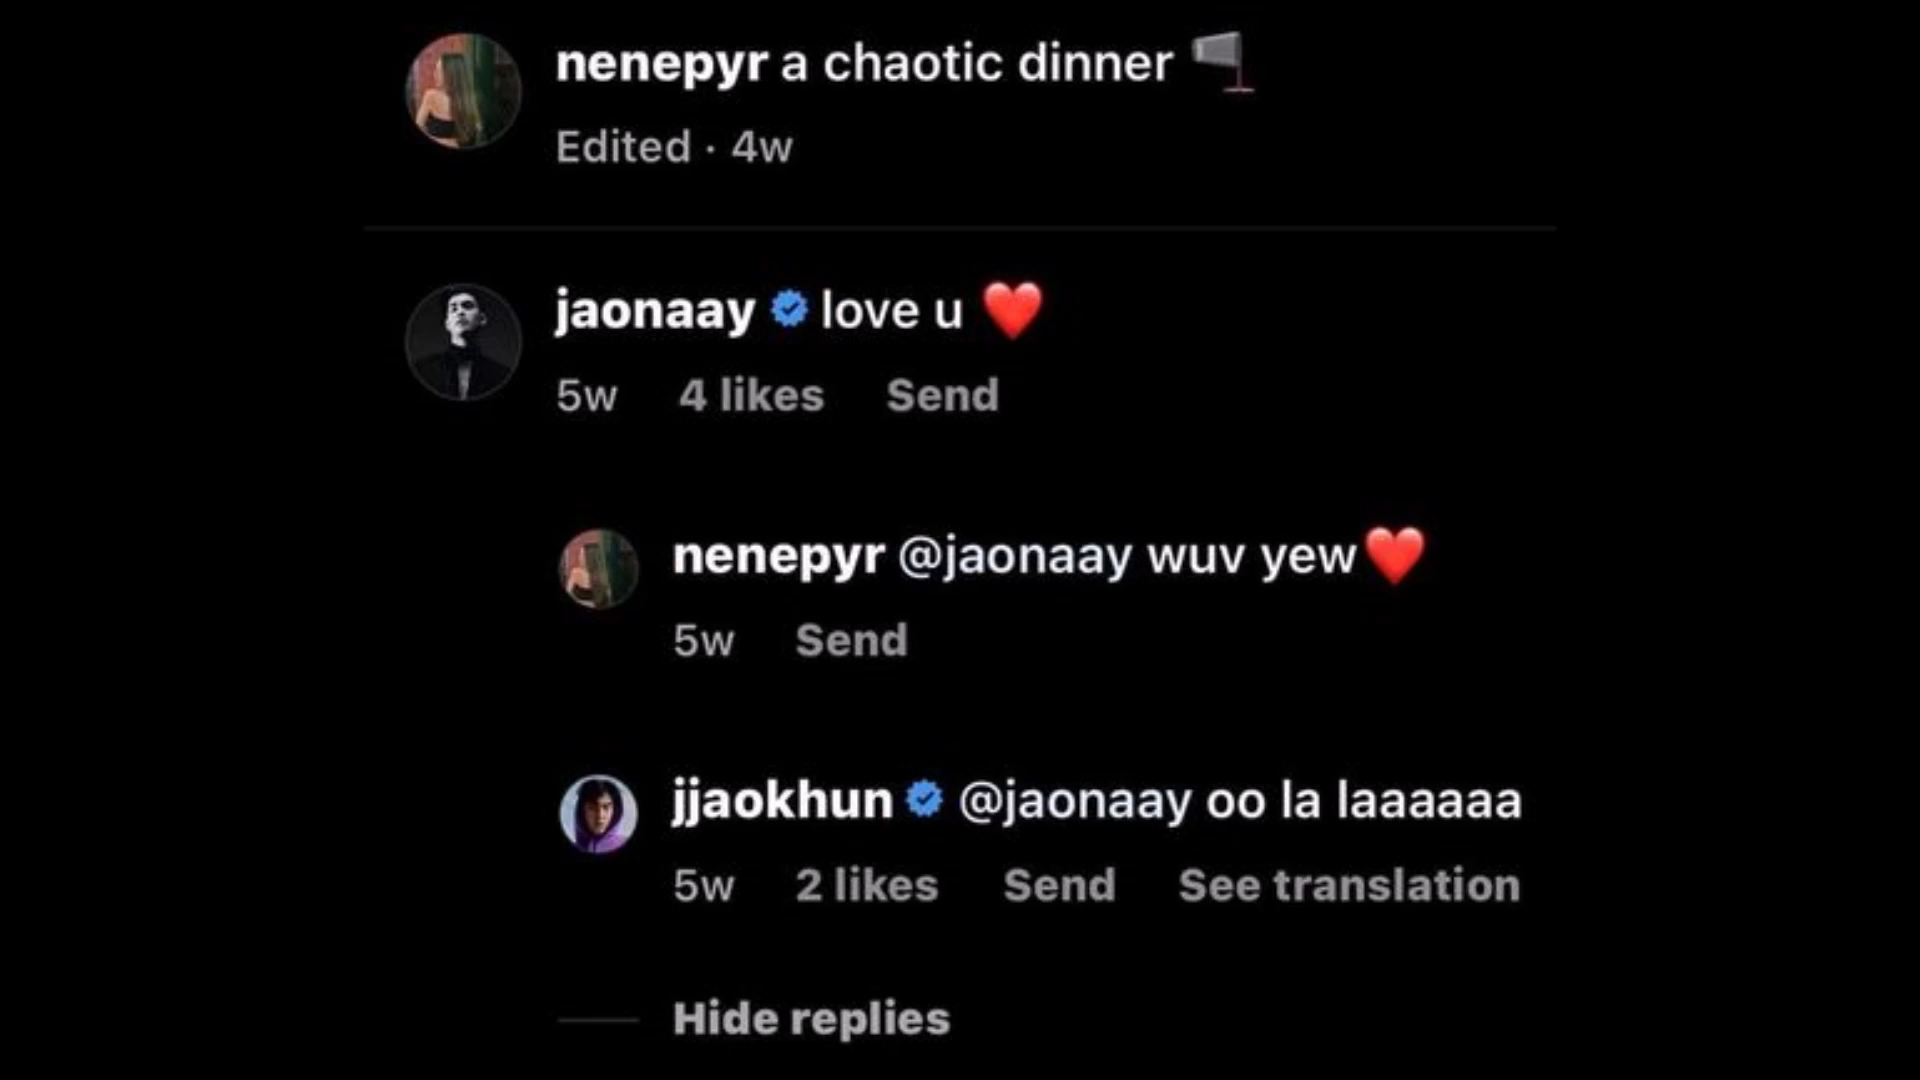 nenepyr a chaotic dinner
Edited · 4w
jaonaay love u ❤️
5w 4 likes Send
nenepyr @jaonaay wuv yew❤️
5w Send
jjaokhun @jaonaay oo la laaaaaa
5w 2 likes Send See translation
Hide replies